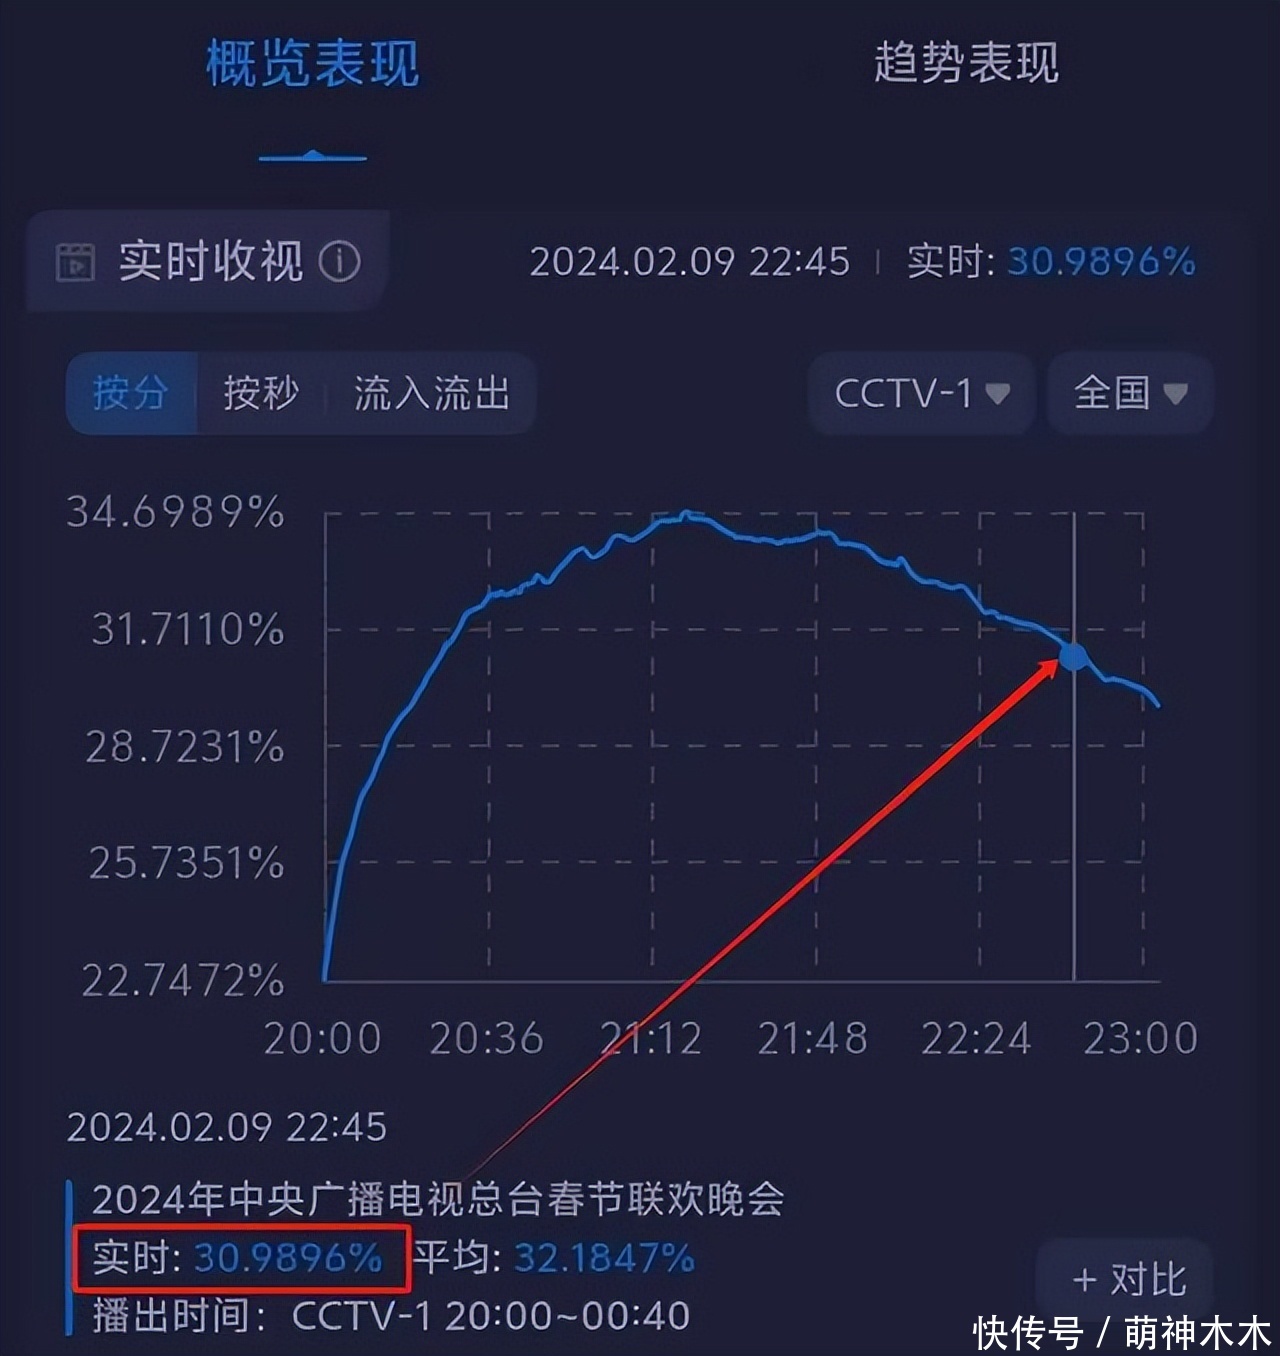 概览表现 趋势表现
实时收视 2024.02.09 22:45 | 实时: 30.9896%
按分 按秒 流入流出 CCTV-1 全国
34.6989%
31.7110%
28.7231%
25.7351%
22.7472%
20:00 20:36 21:12 21:48 22:24 23:00
2024.02.09 22:45
2024年中央广播电视总台春节联欢晚会
实时: 30.9896% 平均: 32.1847%
+ 对比
播出时间: CCTV-1 20:00~00:40
快传号 / 萌神木木